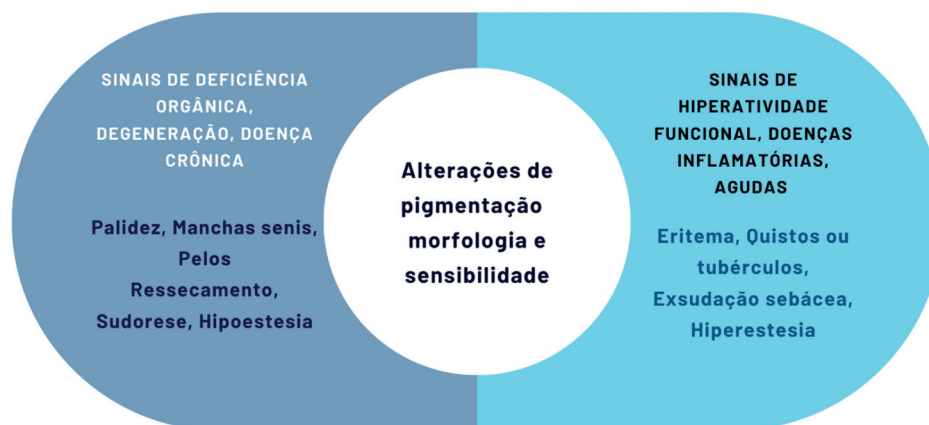 SINAIS DE DEFICIÊNCIA
ORGÂNICA,
DEGENERAÇÃO, DOENÇA
CRÔNICA
Palidez, Manchas senis,
Pelos
Ressecamento,
Sudorese, Hipoestesia
Alterações de
pigmentação
morfologia e
sensibilidade
SINAIS DE
HIPERATIVIDADE
FUNCIONAL, DOENÇAS
INFLAMATÓRIAS,
AGUDAS
Eritema, Quistos ou
tubérculos,
Exsudação sebácea,
Hiperestesia